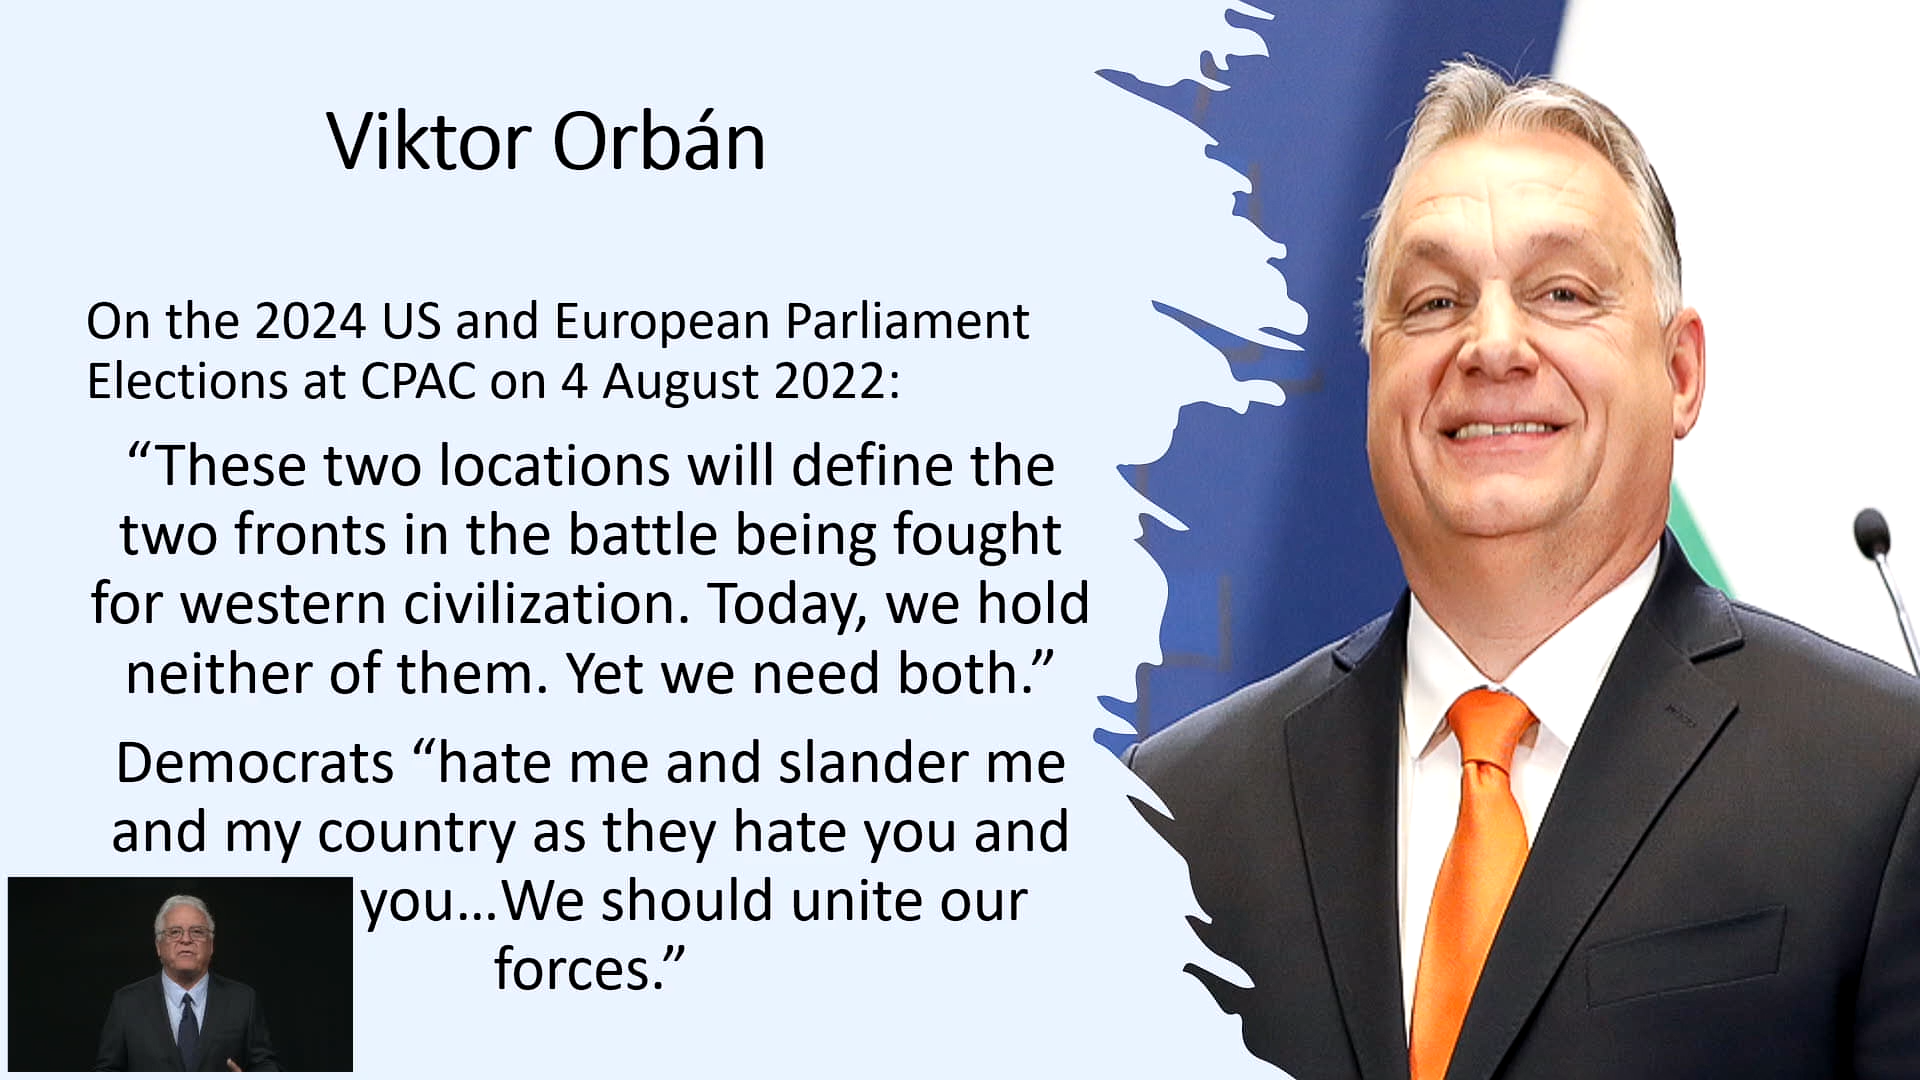 Viktor Orbán
On the 2024 US and European Parliament
Elections at CPAC on 4 August 2022:
“These two locations will define the
two fronts in the battle being fought
for western civilization. Today, we hold
neither of them. Yet we need both.”
Democrats “hate me and slander me
and my country as they hate you and
you…We should unite our
forces.”